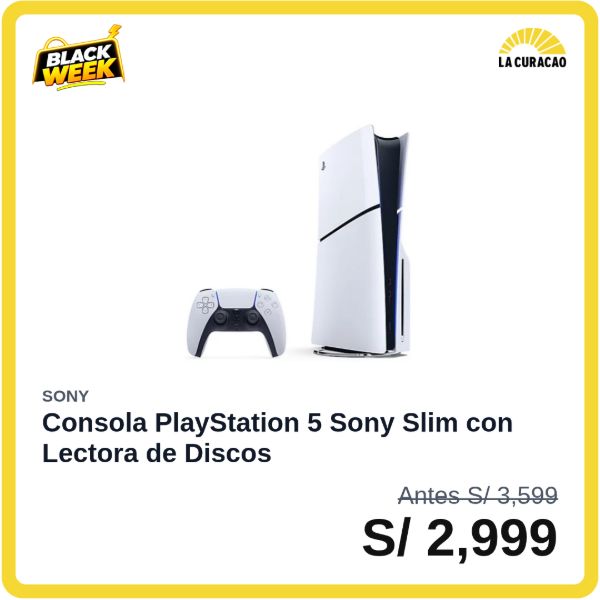 BLACK
WEEK
LA CURACAO
SONY
Consola PlayStation 5 Sony Slim con
Lectora de Discos
Antes S/ 3,599
S/ 2,999